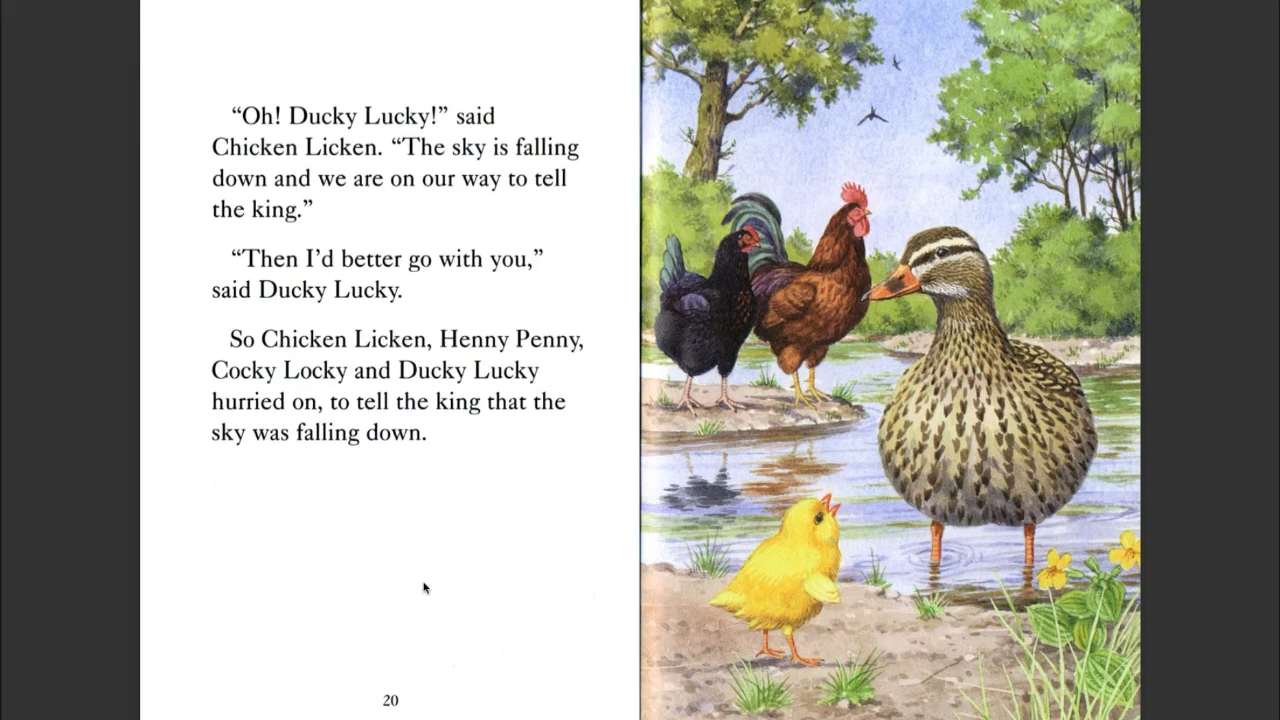 “Oh! Ducky Lucky!” said
Chicken Licken. “The sky is falling
down and we are on our way to tell
the king.”
“Then I’d better go with you,”
said Ducky Lucky.
So Chicken Licken, Henny Penny,
Cocky Locky and Ducky Lucky
hurried on, to tell the king that the
sky was falling down.
20